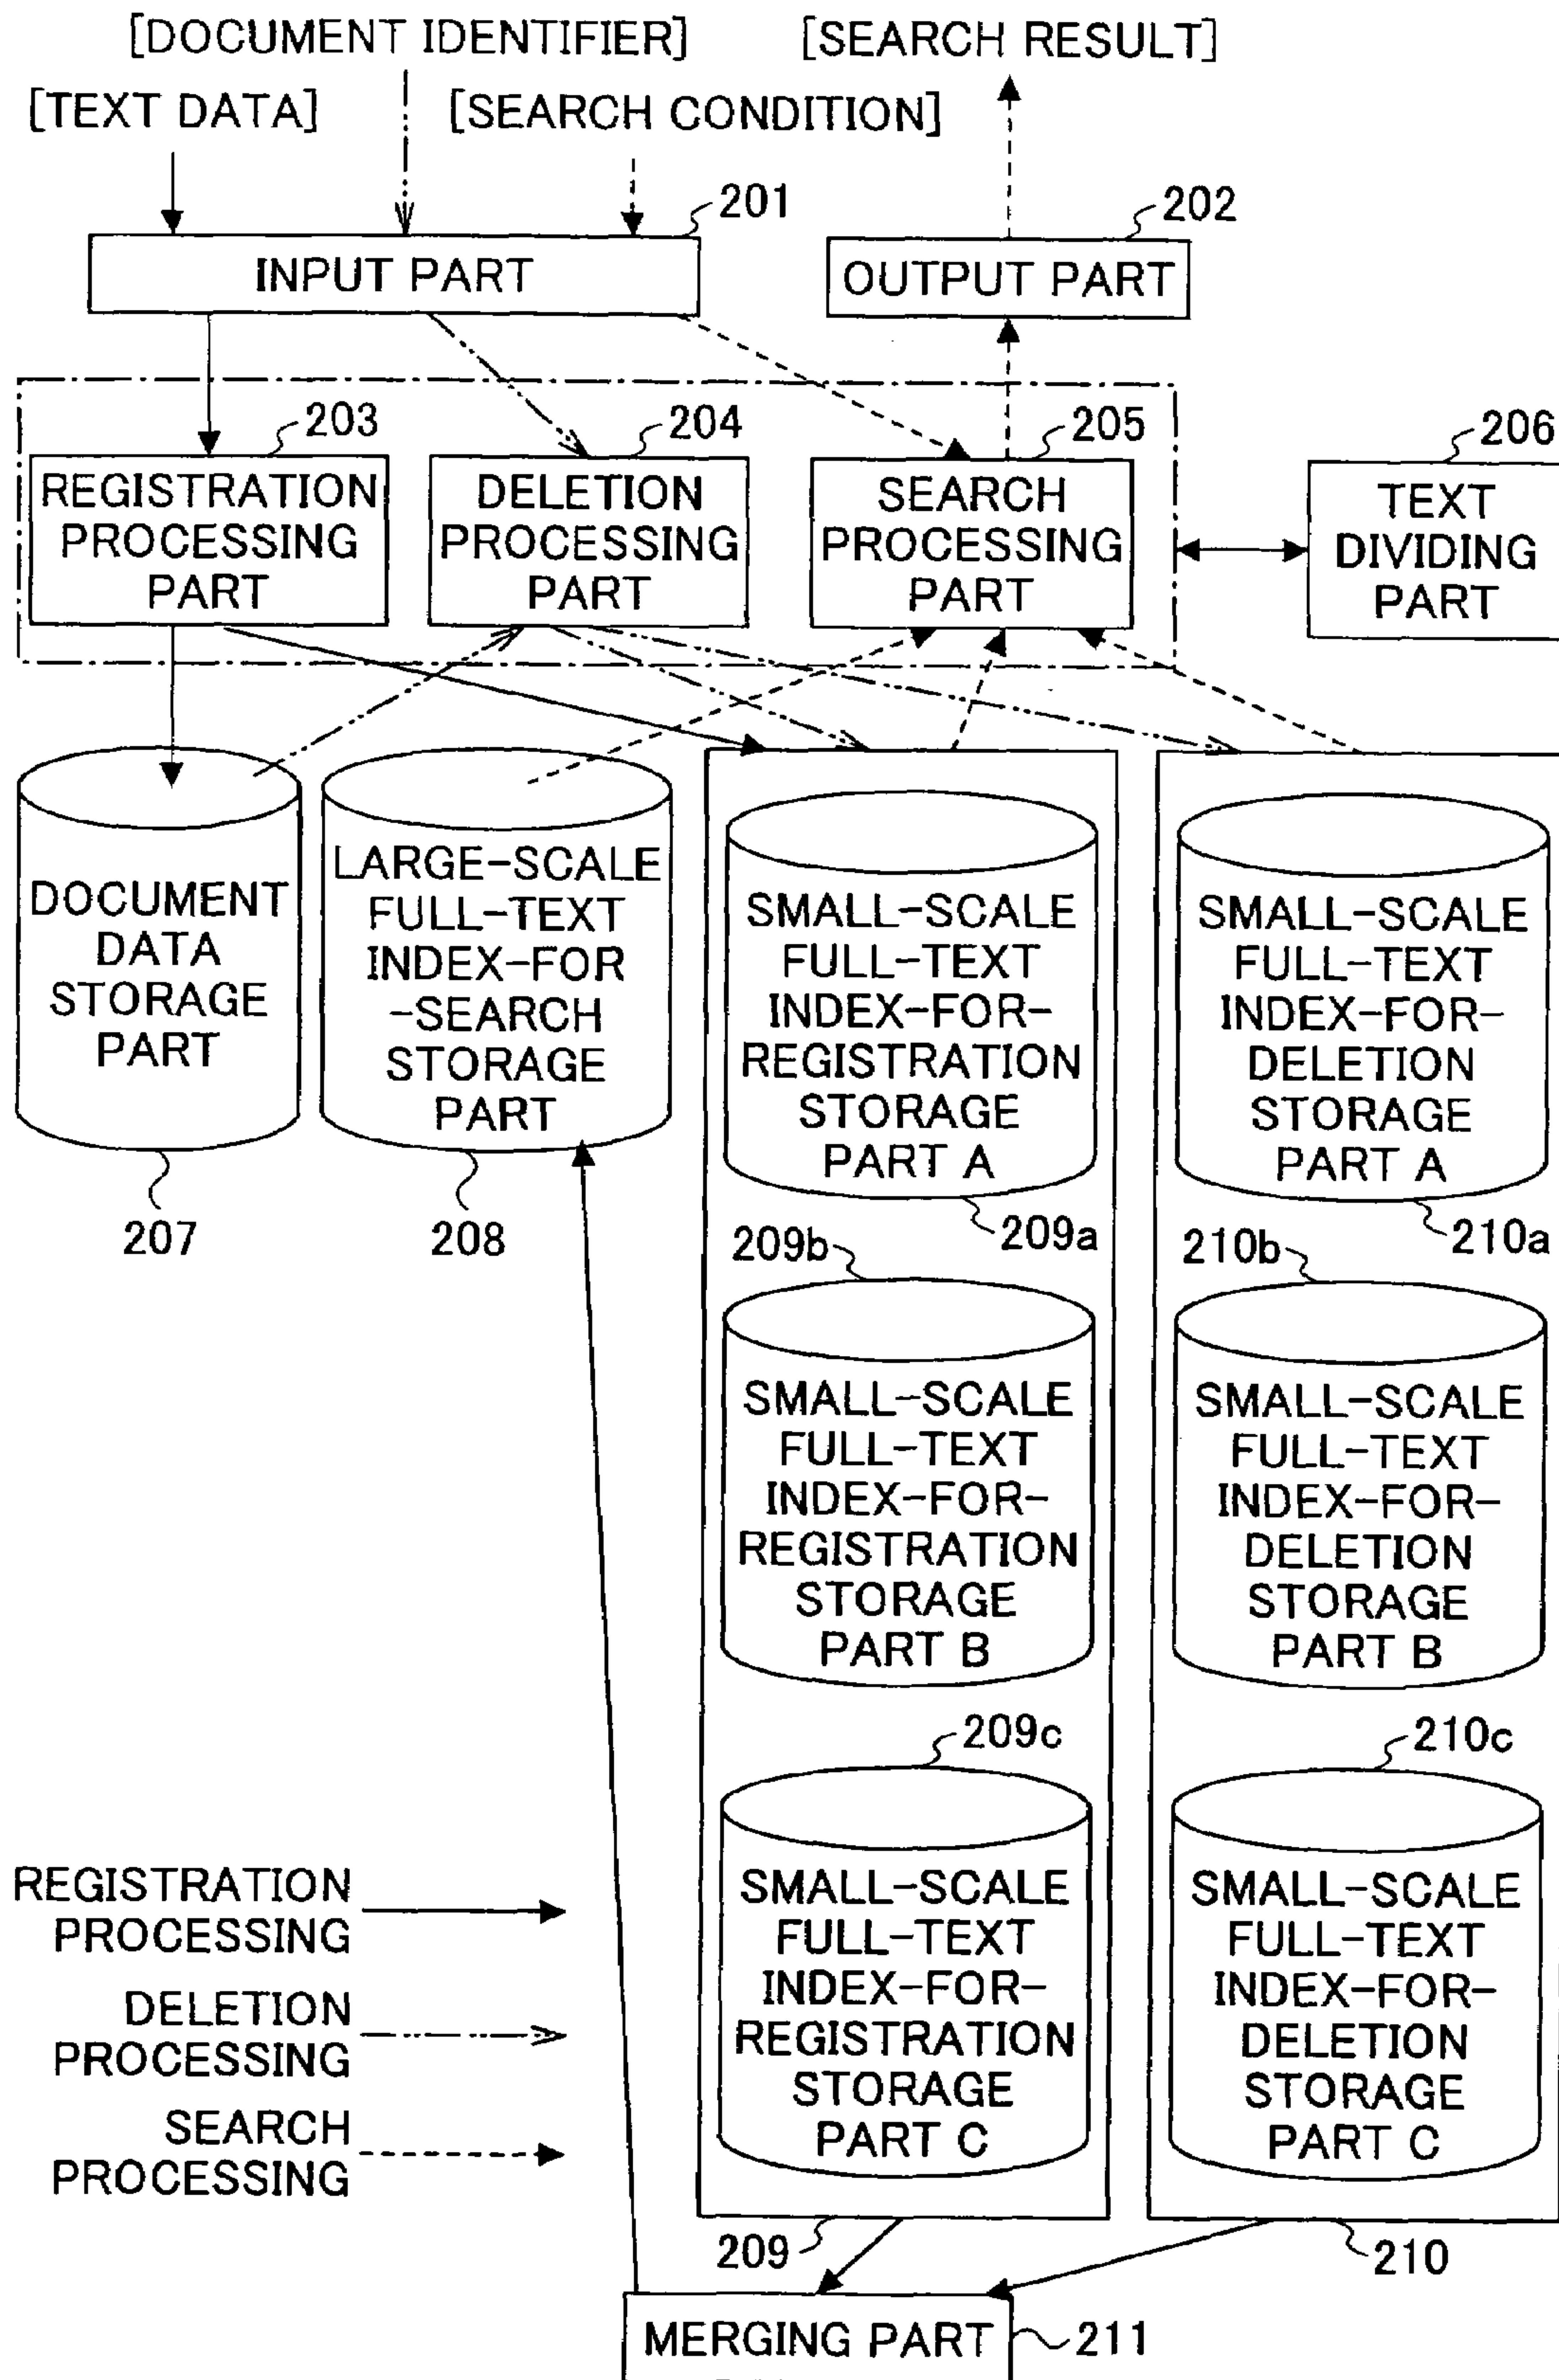 [DOCUMENT IDENTIFIER]
[SEARCH RESULT]
[TEXT DATA]
[SEARCH CONDITION]
201
202
INPUT PART
OUTPUT PART
203
204
205
206
REGISTRATION
PROCESSING
PART
DELETION
PROCESSING
PART
SEARCH
PROCESSING
PART
TEXT
DIVIDING
PART
DOCUMENT
DATA
STORAGE
PART
207
LARGE-SCALE
FULL-TEXT
INDEX-FOR
-SEARCH
STORAGE
PART
208
SMALL-SCALE
FULL-TEXT
INDEX-FOR-
REGISTRATION
STORAGE
PART A
209a
SMALL-SCALE
FULL-TEXT
INDEX-FOR-
DELETION
STORAGE
PART A
210a
209b
SMALL-SCALE
FULL-TEXT
INDEX-FOR-
REGISTRATION
STORAGE
PART B
210b
SMALL-SCALE
FULL-TEXT
INDEX-FOR-
DELETION
STORAGE
PART B
209c
SMALL-SCALE
FULL-TEXT
INDEX-FOR-
REGISTRATION
STORAGE
PART C
210c
SMALL-SCALE
FULL-TEXT
INDEX-FOR-
DELETION
STORAGE
PART C
REGISTRATION
PROCESSING
DELETION
PROCESSING
SEARCH
PROCESSING
209
210
MERGING PART
211